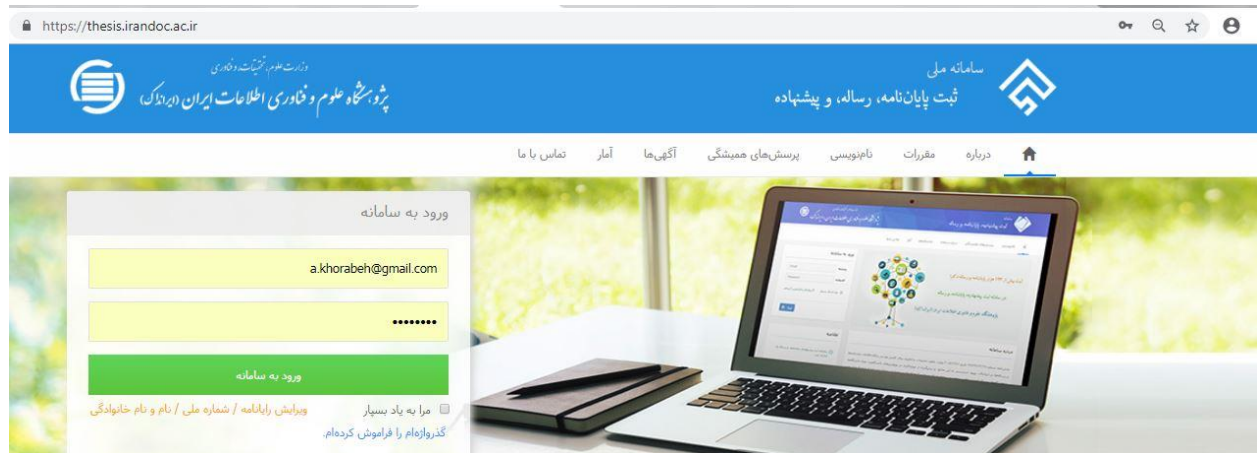 https://thesis.irandoc.ac.ir
سامانه ملی
ثبت پایان‌نامه، رساله، و پیشنهاده
وزارت علوم، تحقیقات، و فناوری
پژوهشگاه علوم و فناوری اطلاعات ایران (ایرانداک)
درباره مقررات نام‌نویسی پرسش‌های همیشگی آگهی‌ها آمار تماس با ما
ورود به سامانه
a.khorabeh@gmail.com
••••••••
ورود به سامانه
مرا به یاد بسپار ویرایش رایانامه / شماره ملی / نام و نام خانوادگی
گذرواژه‌ام را فراموش کرده‌ام.